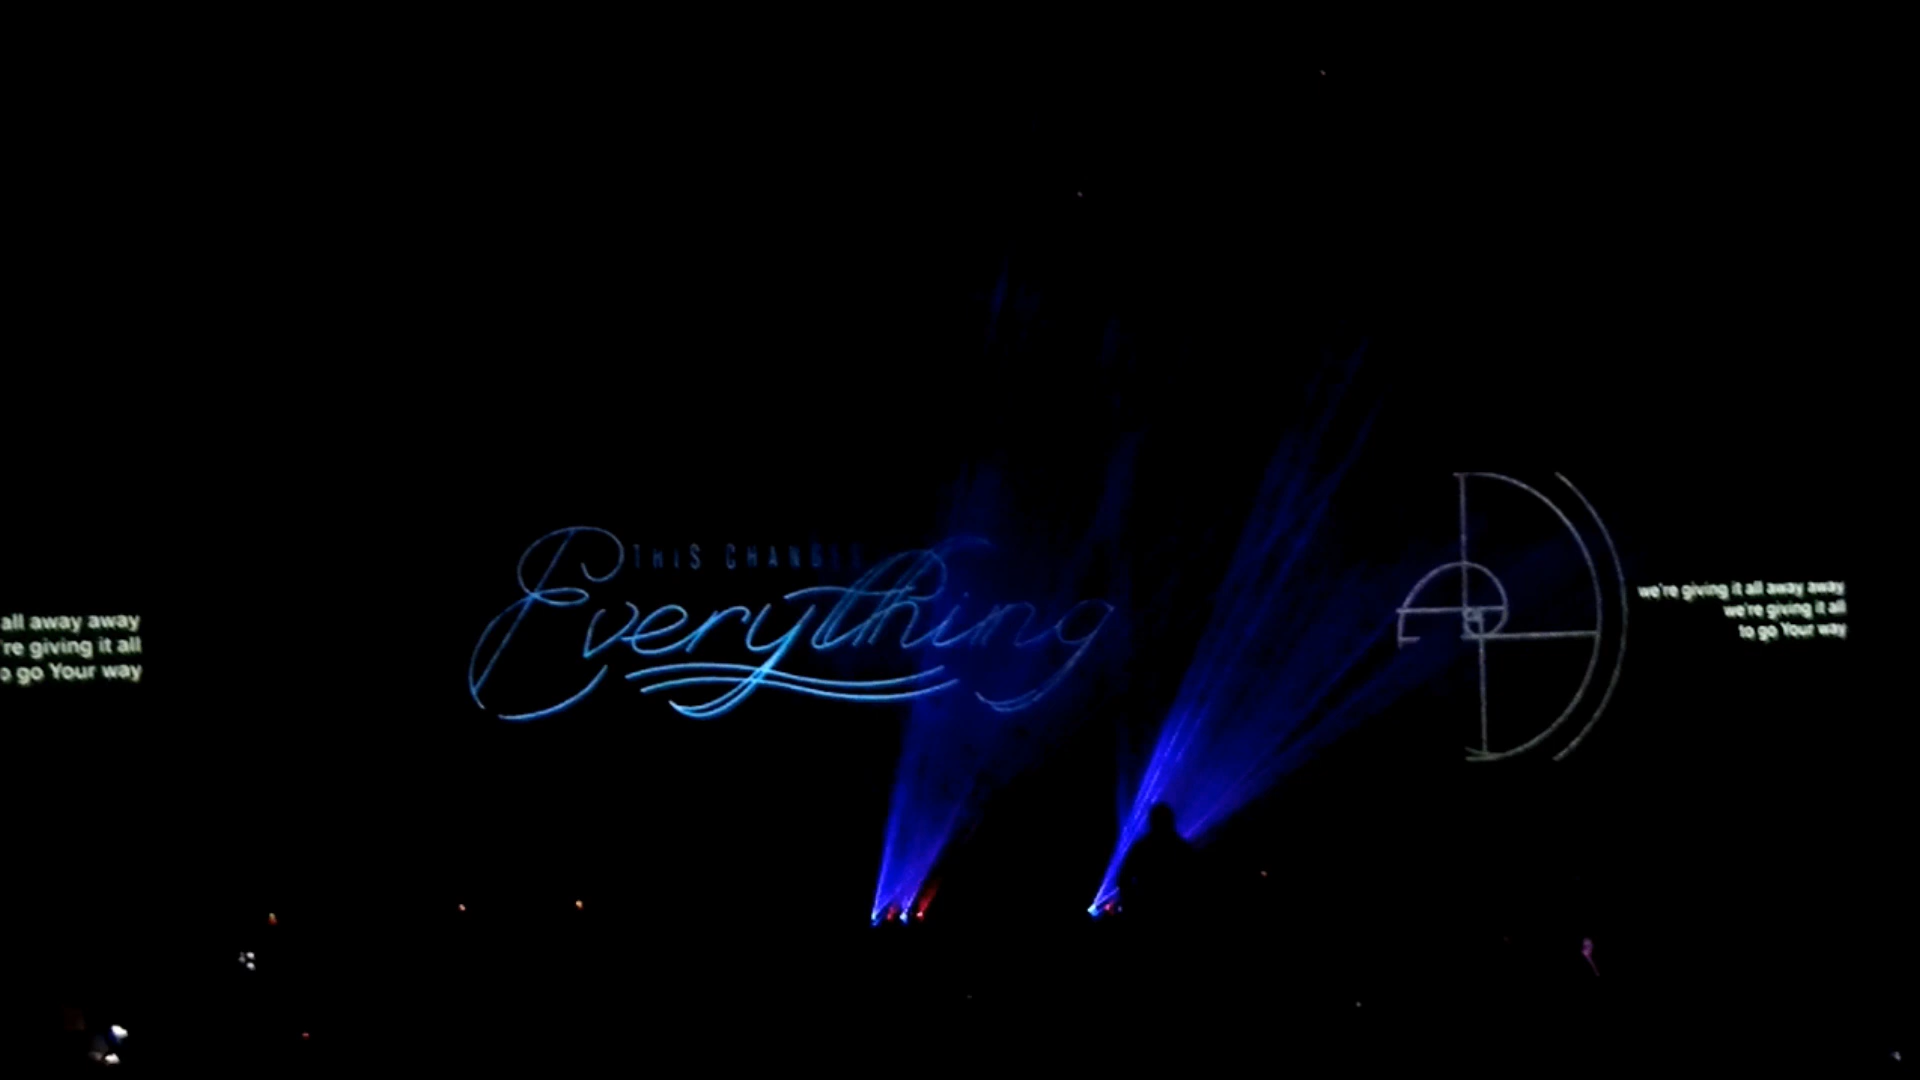 all away away
're giving it all
o go Your way
THIS CHANGES
Everything
we're giving it all away away
we're giving it all
to go Your way